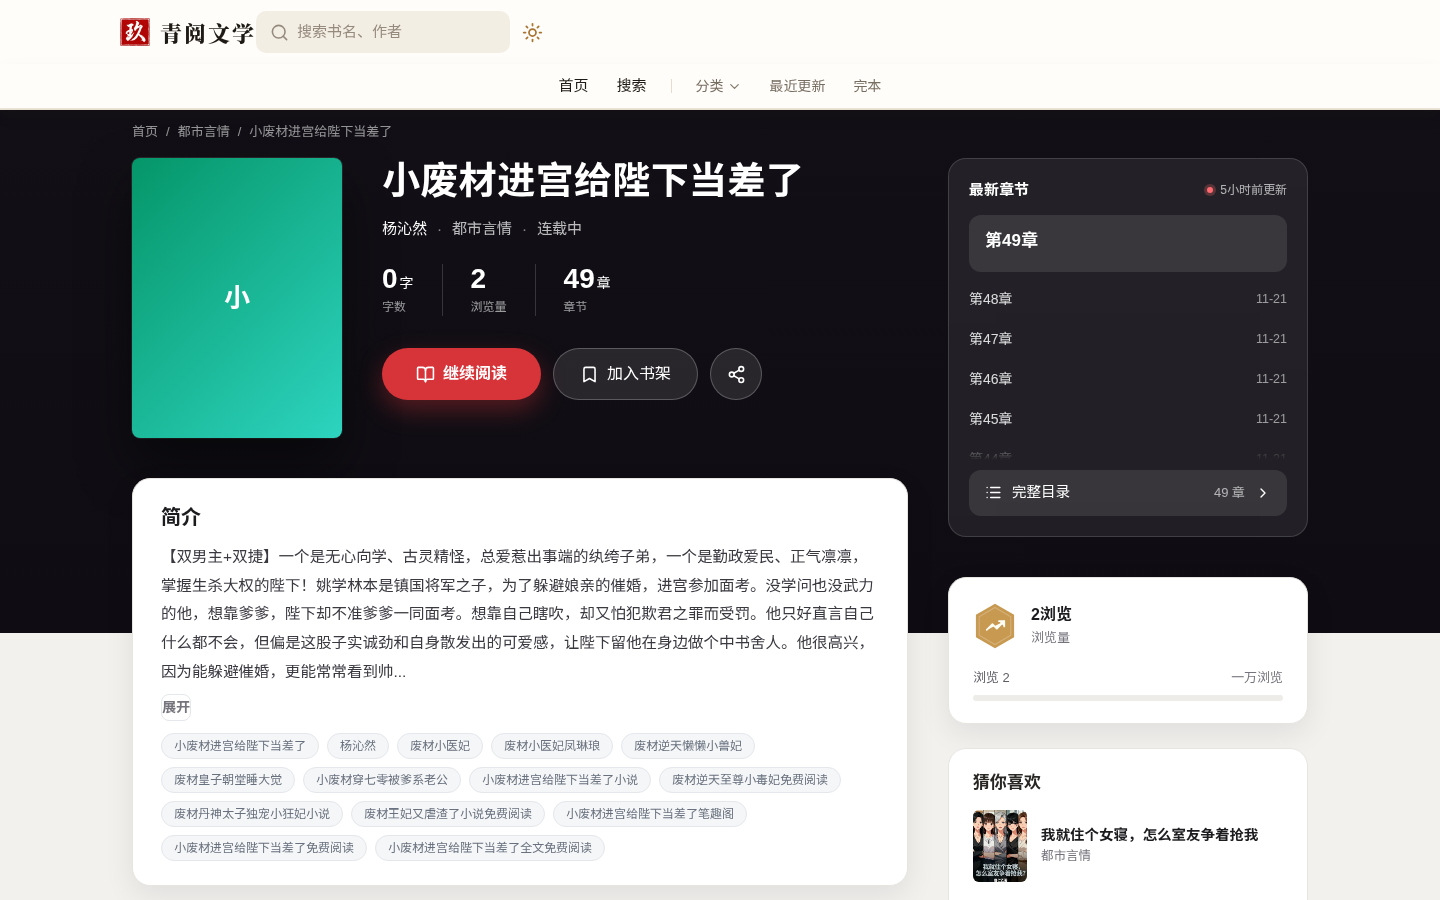 玖 青阅文学
搜索书名、作者
首页 搜索 分类 最近更新 完本
首页 / 都市言情 / 小废材进宫给陛下当差了
小
小废材进宫给陛下当差了
杨沁然 · 都市言情 · 连载中
0字 2 49章
字数 浏览量 章节
继续阅读 加入书架
最新章节 5小时前更新
第49章
第48章 11-21
第47章 11-21
第46章 11-21
第45章 11-21
第44章 11-21
完整目录 49 章
简介
【双男主+双捷】一个是无心向学、古灵精怪，总爱惹出事端的纨绔子弟，一个是勤政爱民、正气凛凛，
掌握生杀大权的陛下！姚学林本是镇国将军之子，为了躲避娘亲的催婚，进宫参加面考。没学问也没武力
的他，想靠爹爹，陛下却不准爹爹一同面考。想靠自己瞎吹，却又怕犯欺君之罪而受罚。他只好直言自己
什么都不会，但偏是这股子实诚劲和自身散发出的可爱感，让陛下留他在身边做个中书舍人。他很高兴，
因为能躲避催婚，更能常常看到帅...
展开
小废材进宫给陛下当差了 杨沁然 废材小医妃 废材小医妃凤琳琅 废材逆天懒懒小兽妃
废材皇子朝堂睡大觉 小废材穿七零被爹系老公 小废材进宫给陛下当差了小说 废材逆天至尊小毒妃免费阅读
废材丹神太子独宠小狂妃小说 废材王妃又虐渣了小说免费阅读 小废材进宫给陛下当差了笔趣阁
小废材进宫给陛下当差了免费阅读 小废材进宫给陛下当差了全文免费阅读
2浏览
浏览量
浏览 2 一万浏览
猜你喜欢
我就住个女寝，怎么室友争着抢我
都市言情
我就住个女寝，
怎么室友争着抢我?